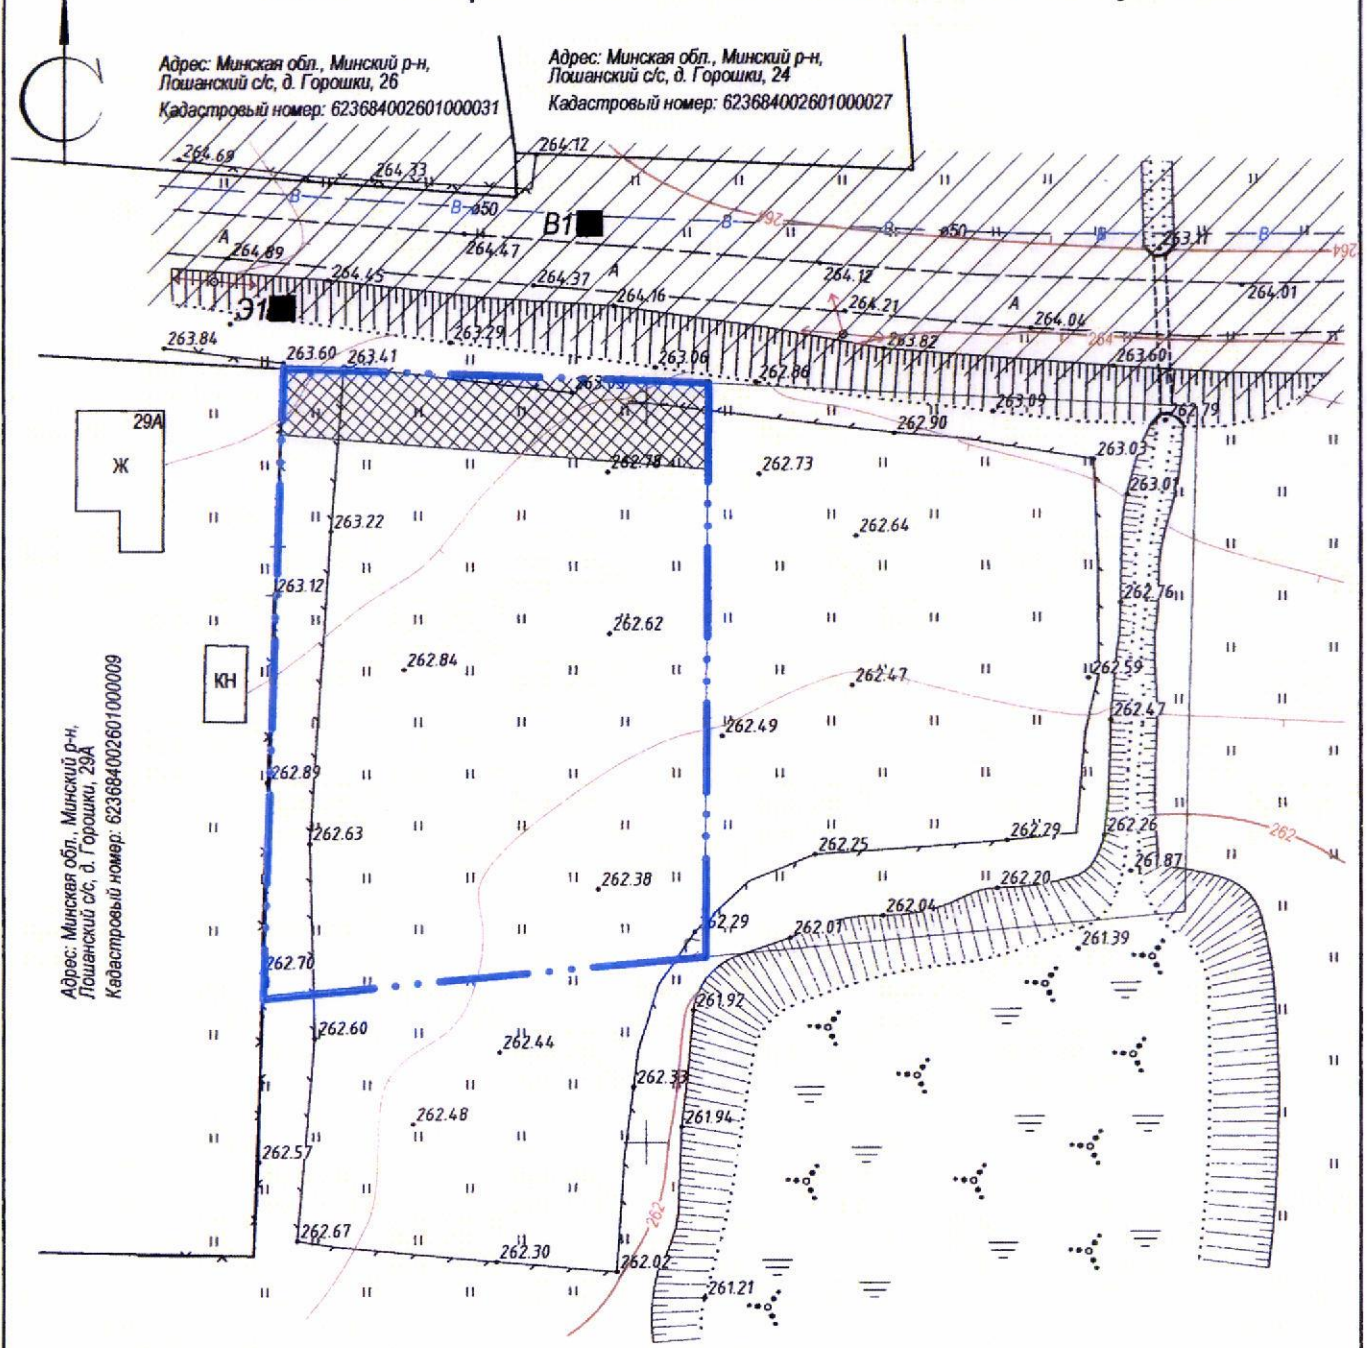 С
Адрес: Минская обл., Минский р-н,
Лошанский с/с, д. Горошки, 26
Кадастровый номер: 623684002601000031
Адрес: Минская обл., Минский р-н,
Лошанский с/с, д. Горошки, 24
Кадастровый номер: 623684002601000027
264.12
264.69
264.33
В
В
ø50
В1
В
264
В
ø50
В
263.11
В
264
А
264.89
264.47
264.45
264.37
А
264.16
264.12
264.21
А
264.04
264.01
Э1
263.84
263.60
263.41
263.29
263.06
262.86
263.82
264
263.60
263.09
262.79
262.90
263.03
29А
Ж
262.78
262.73
263.01
263.22
262.64
263.12
262.76
262.62
КН
262.84
262.47
262.59
262.49
262.47
Адрес: Минская обл., Минский р-н,
Лошанский с/с, д. Горошки, 29А
Кадастровый номер: 623684002601000009
262.89
262.63
262.25
262.29
262.26
262
261.87
262.38
262.20
262.04
262.29
262.01
261.39
262.70
261.92
262.60
262.44
262.33
262.48
261.94
262.57
262
262.67
262.30
262.02
261.21